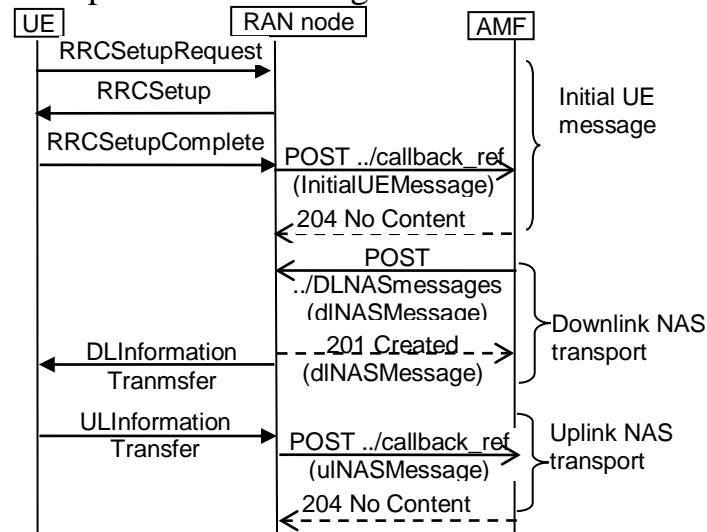 UE
RAN node
AMF
RRCSetupRequest
RRCSetup
Initial UE
message
RRCSetupComplete
POST ../callback_ref
(InitialUEMessage)
204 No Content
POST
../DLNASmessages
(dlNASMessage)
Downlink NAS
transport
DLInformation
Tranmsfer
201 Created
(dlNASMessage)
ULInformation
Transfer
Uplink NAS
transport
POST ../callback_ref
(ulNASMessage)
204 No Content